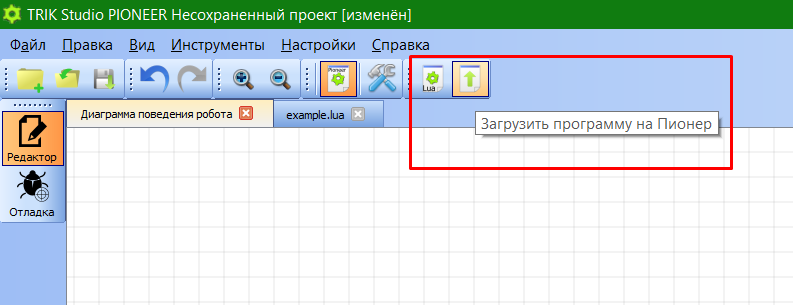 TRIK Studio PIONEER Несохраненный проект [изменён]
Файл Правка Вид Инструменты Настройки Справка
Pioneer Lua
Диаграмма поведения робота example.lua
Загрузить программу на Пионер
Редактор
Отладка